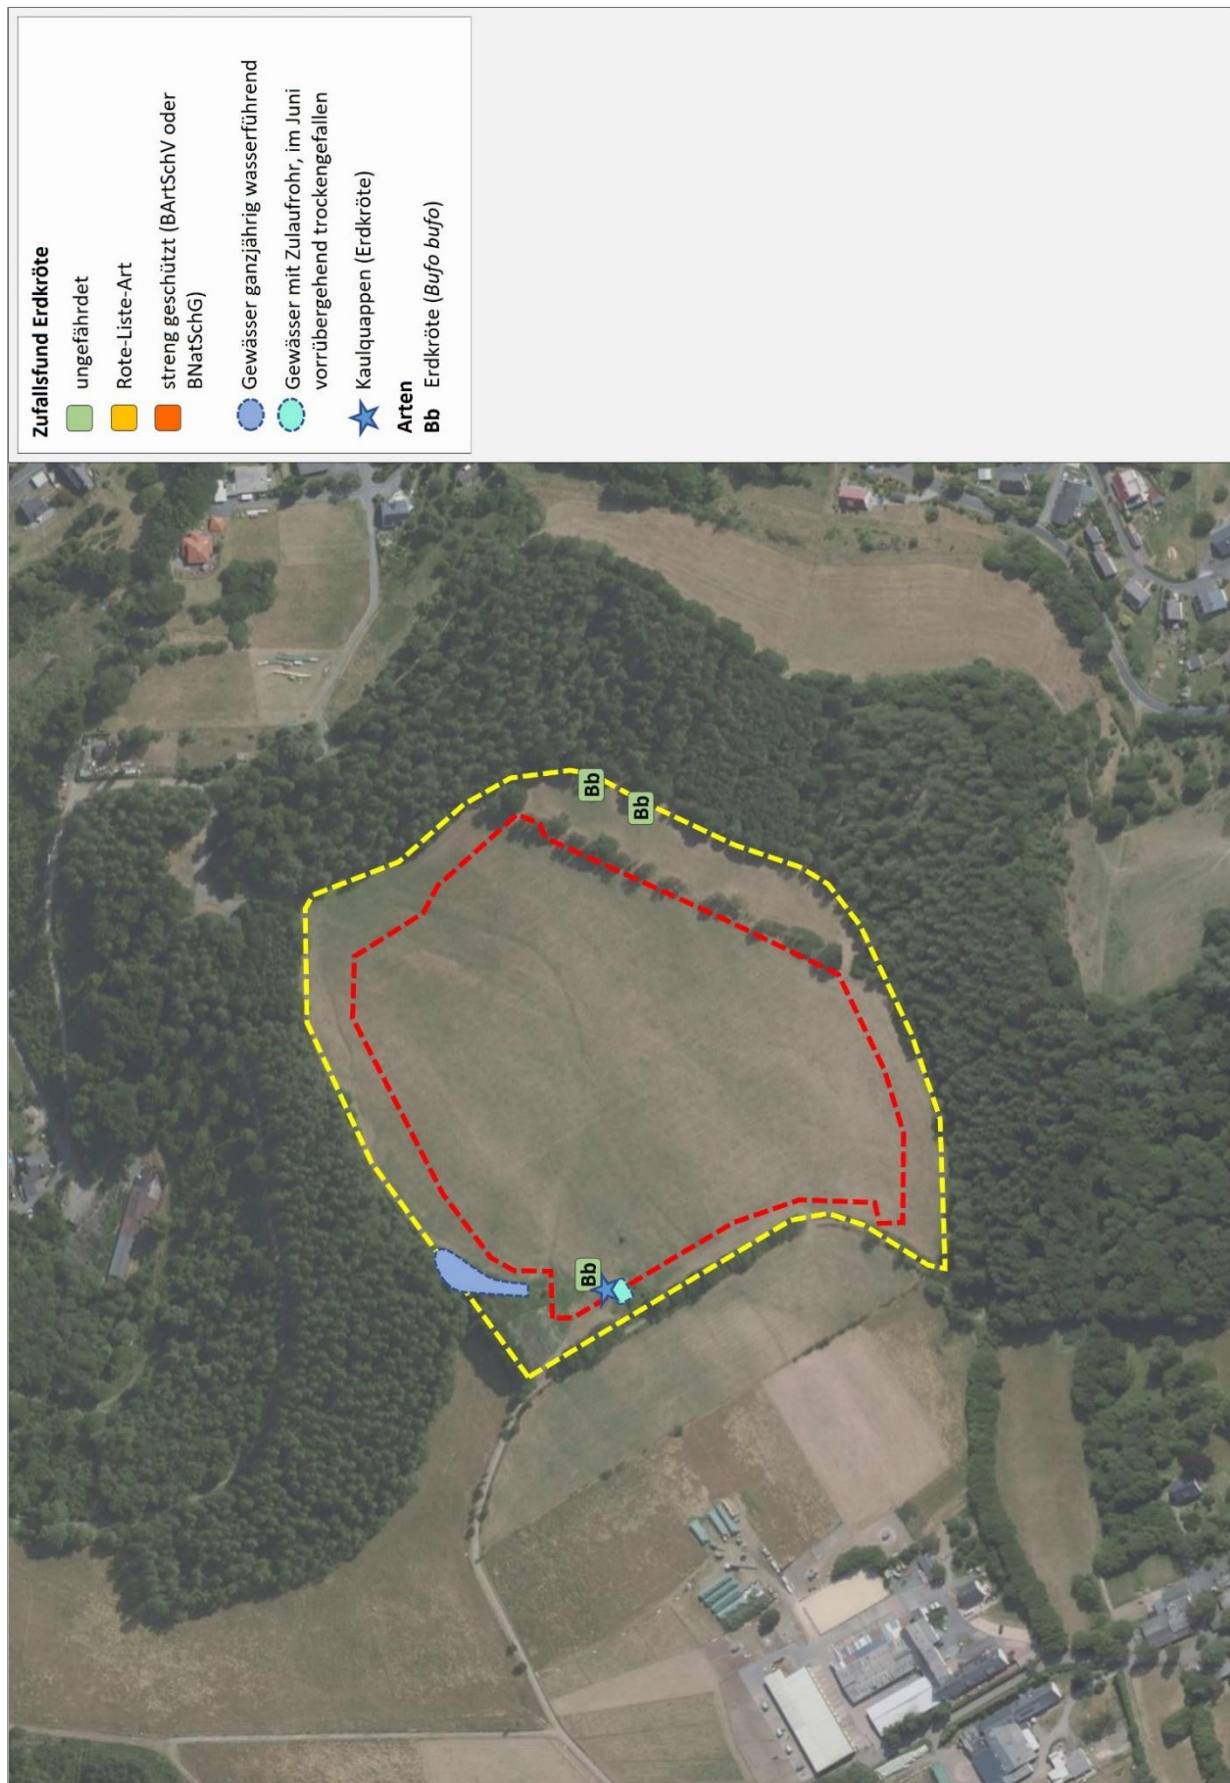 Zufallsfund Erdkröte
ungefährdet
Rote-Liste-Art
streng geschützt (BArtSchV oder
BNatSchG)
Gewässer ganzjährig wasserführend
Gewässer mit Zulaufrohr, im Juni
vorrübergehend trockengefallen
Kaulquappen (Erdkröte)
Arten
Bb Erdkröte (Bufo bufo)
Bb
Bb
Bb